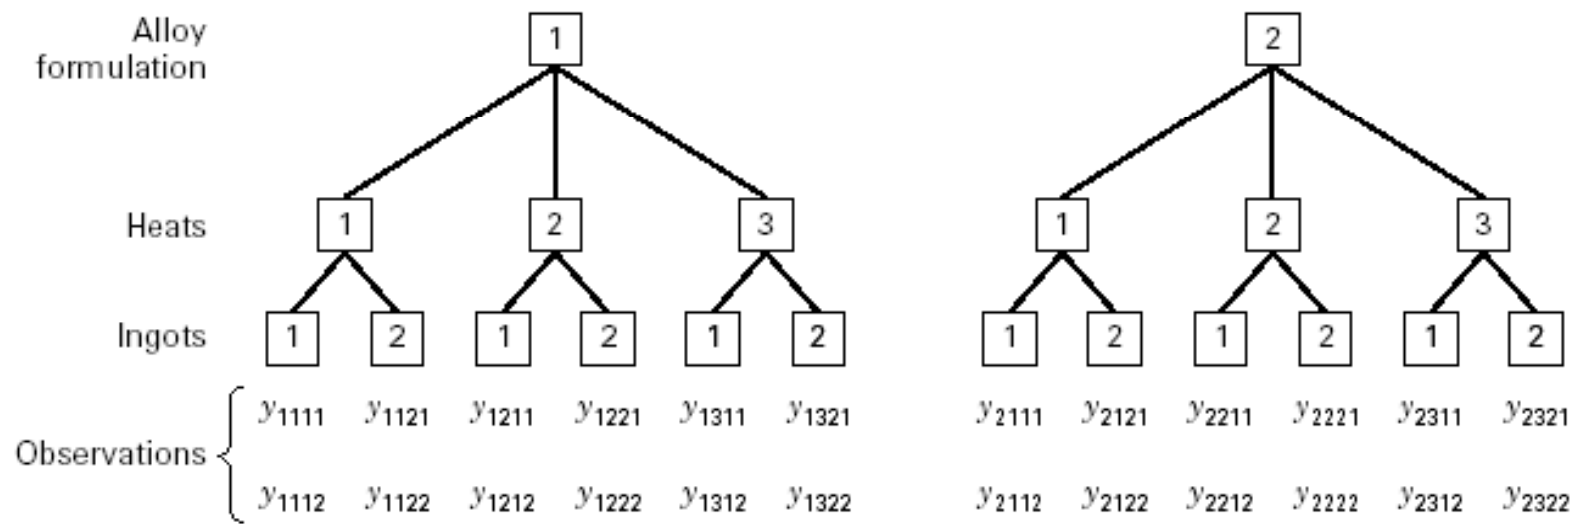 Alloy
formulation
1 2
Heats
1 2 3 1 2 3
Ingots
1 2 1 2 1 2 1 2 1 2 1 2
y1111 y1121 y1211 y1221 y1311 y1321 y2111 y2121 y2211 y2221 y2311 y2321
Observations
y1112 y1122 y1212 y1222 y1312 y1322 y2112 y2122 y2212 y2222 y2312 y2322